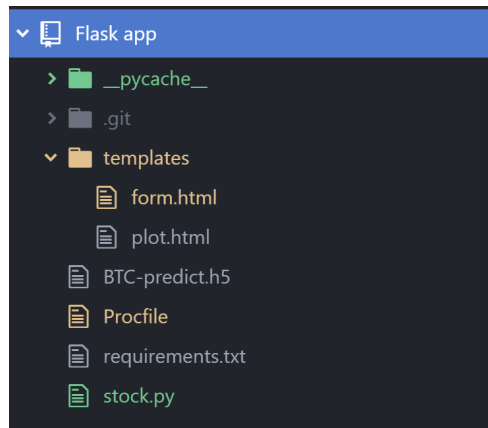 Flask app
__pycache__
.git
templates
form.html
plot.html
BTC-predict.h5
Procfile
requirements.txt
stock.py